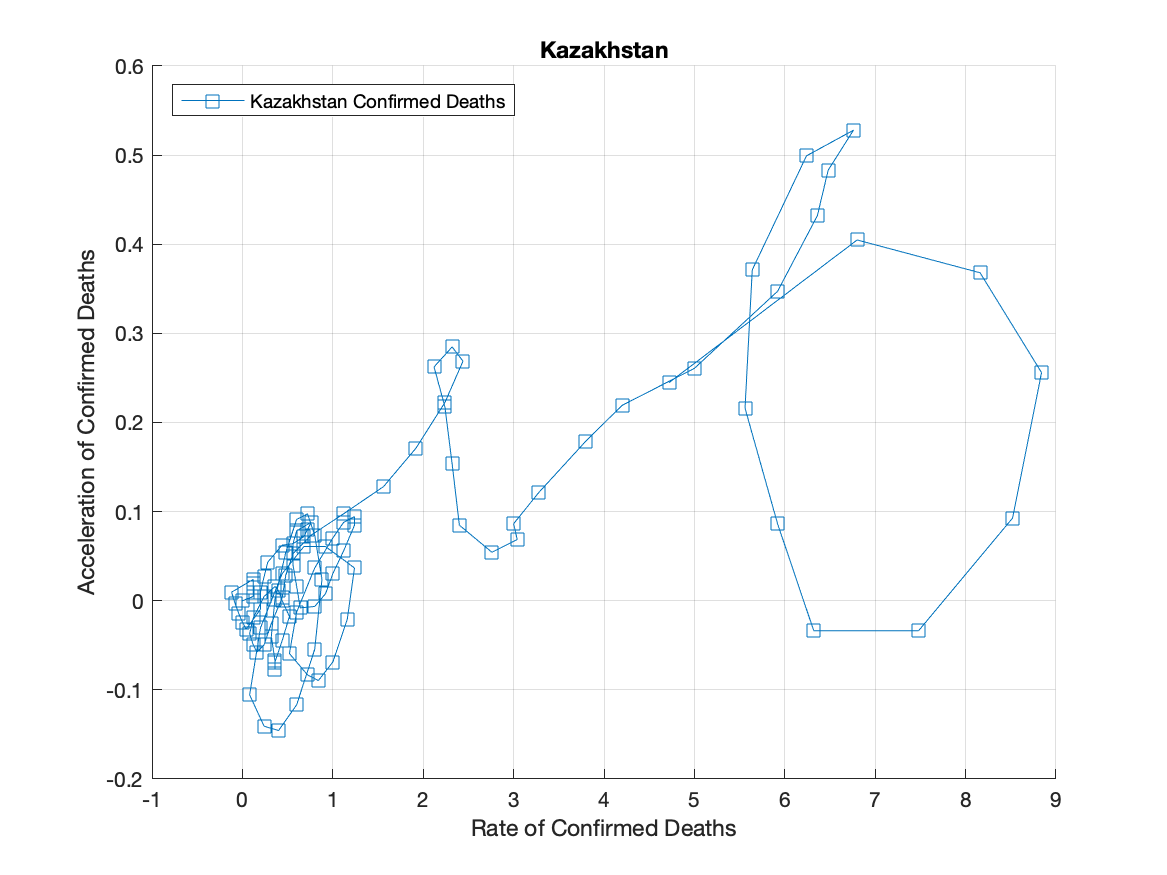 Kazakhstan
Kazakhstan Confirmed Deaths
0.6
0.5
0.4
0.3
0.2
0.1
0
-0.1
-0.2
Acceleration of Confirmed Deaths
-1 0 1 2 3 4 5 6 7 8 9
Rate of Confirmed Deaths